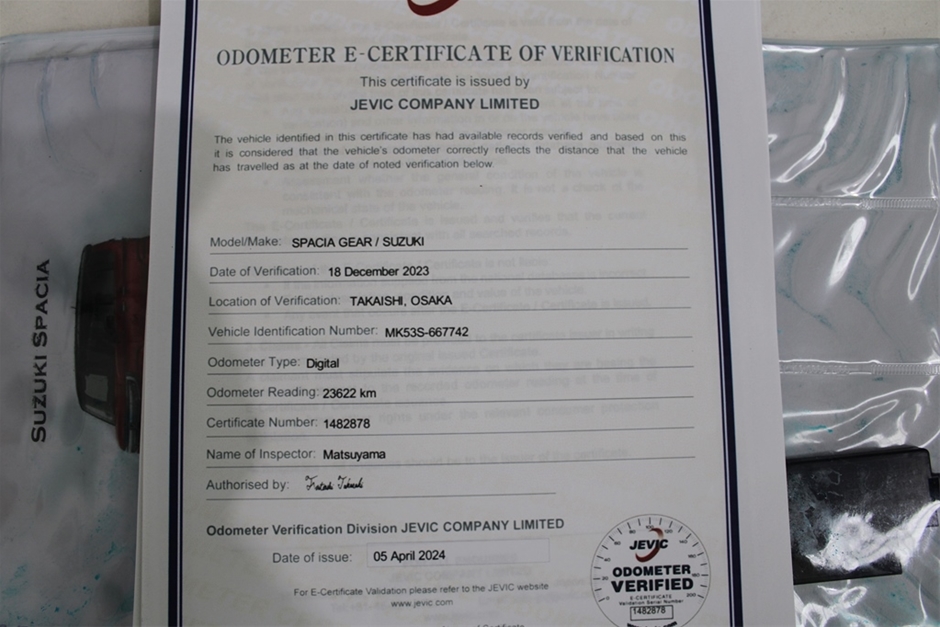 ODOMETER E-CERTIFICATE OF VERIFICATION
This certificate is issued by
JEVIC COMPANY LIMITED
The vehicle identified in this certificate has had available records verified and based on this
it is considered that the vehicle's odometer correctly reflects the distance that the vehicle
has travelled as at the date of noted verification below.
Model/Make: SPACIA GEAR / SUZUKI
Date of Verification: 18 December 2023
Location of Verification: TAKAISHI, OSAKA
Vehicle Identification Number: MK53S-667742
Odometer Type: Digital
Odometer Reading: 23622 km
Certificate Number: 1482878
Name of Inspector: Matsuyama
Authorised by:
Odometer Verification Division JEVIC COMPANY LIMITED
Date of issue: 05 April 2024
For E-Certificate Validation please refer to the JEVIC website
www.jevic.com
JEVIC
ODOMETER
VERIFIED
E-CERTIFICATE
Validation Serial Number
1482878
SUZUKI SPACIA